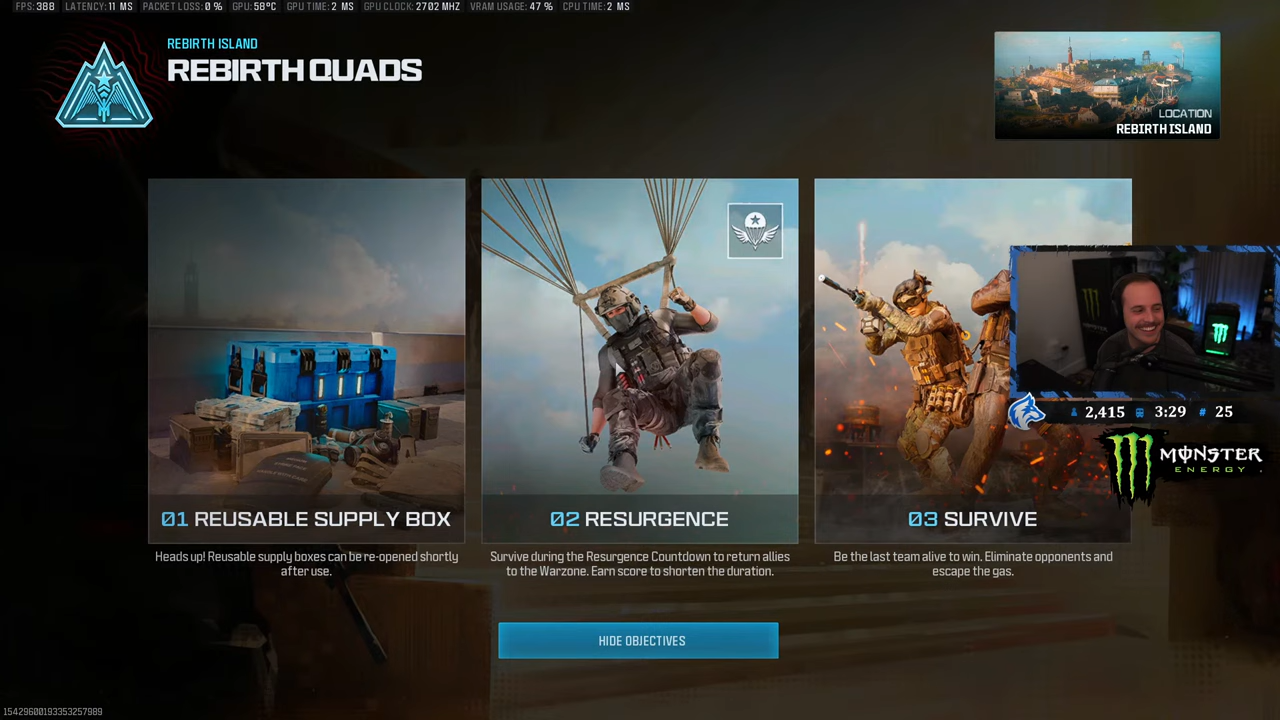 FPS: 388 LATENCY: 11 MS PACKET LOSS: 0 % GPU: 58°C GPU TIME: 2 MS GPU CLOCK: 2702 MHZ VRAM USAGE: 47 % CPU TIME: 2 MS
REBIRTH ISLAND
REBIRTH QUADS
LOCATION
REBIRTH ISLAND
01 REUSABLE SUPPLY BOX
Heads up! Reusable supply boxes can be re-opened shortly
after use.
02 RESURGENCE
Survive during the Resurgence Countdown to return allies
to the Warzone. Earn score to shorten the duration.
03 SURVIVE
Be the last team alive to win. Eliminate opponents and
escape the gas.
2,415 3:29 # 25
MONSTER
ENERGY
HIDE OBJECTIVES
15429600193353257989